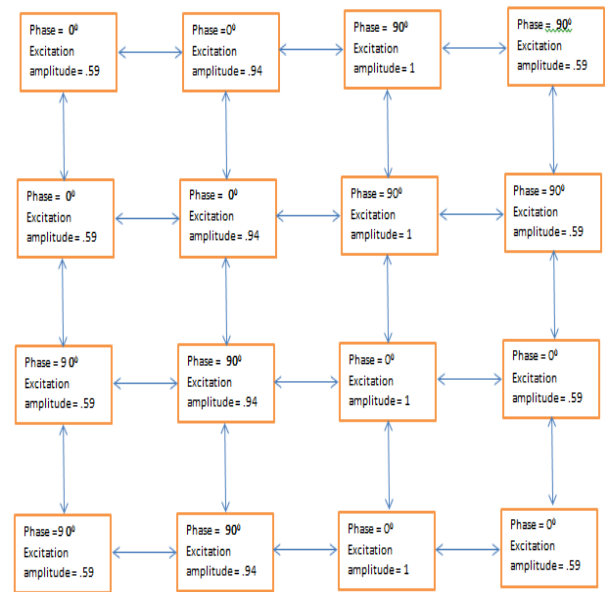 Phase = 0⁰
Excitation
amplitude= .59
Phase =0⁰
Excitation
amplitude= .94
Phase = 90⁰
Excitation
amplitude= 1
Phase = 90⁰
Excitation
amplitude= .59
Phase = 0⁰
Excitation
amplitude= .59
Phase = 0⁰
Excitation
amplitude= .94
Phase =90⁰
Excitation
amplitude= 1
Phase = 90⁰
Excitation
amplitude= .59
Phase = 9 0⁰
Excitation
amplitude= .59
Phase = 90⁰
Excitation
amplitude= .94
Phase = 0⁰
Excitation
amplitude= 1
Phase = 0⁰
Excitation
amplitude= .59
Phase =9 0⁰
Excitation
amplitude= .59
Phase = 90⁰
Excitation
amplitude= .94
Phase = 0⁰
Excitation
amplitude= 1
Phase = 0⁰
Excitation
amplitude= .59